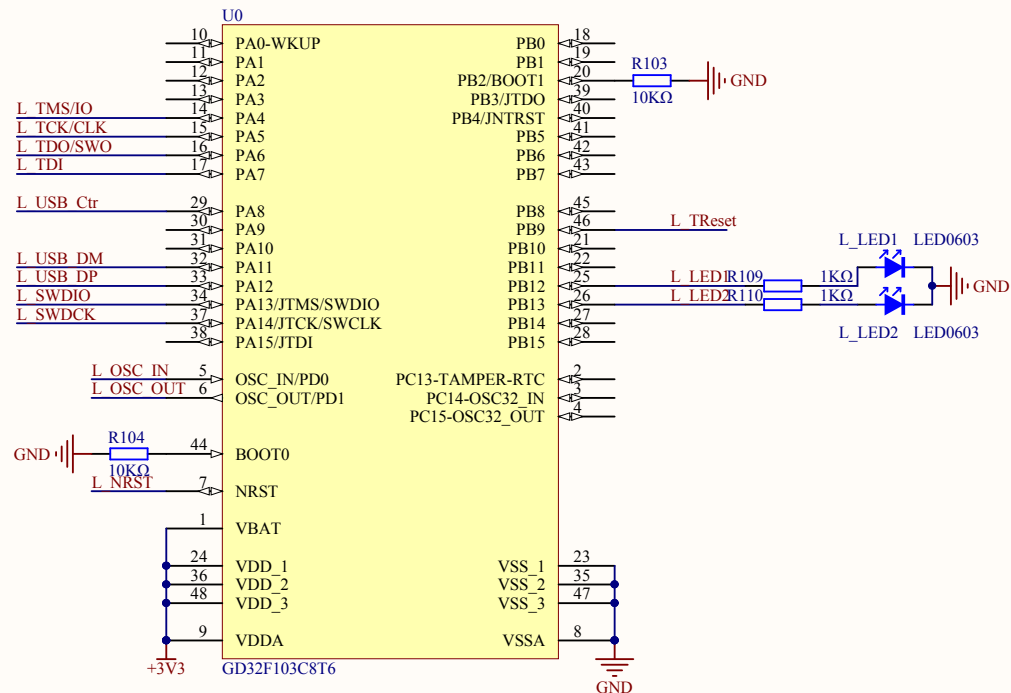 U0
10 PA0-WKUP PB0 18
11 PA1 PB1 19
12 PA2 PB2/BOOT1 20 R103 10KΩ GND
13 PA3 PB3/JTDO 39
L_TMS/IO 14 PA4 PB4/JNTRST 40
L_TCK/CLK 15 PA5 PB5 41
L_TDO/SWO 16 PA6 PB6 42
L_TDI 17 PA7 PB7 43
L_USB_Ctr 29 PA8 PB8 45
30 PA9 PB9 46 L_TReset
31 PA10 PB10 21
L_USB_DM 32 PA11 PB11 22
L_LED1 LED0603
L_USB_DP 33 PA12 PB12 25 L_LED1 R109 1KΩ GND
L_SWDIO 34 PA13/JTMS/SWDIO PB13 26 L_LED2 R110 1KΩ
L_SWDCK 37 PA14/JTCK/SWCLK PB14 27
L_LED2 LED0603
38 PA15/JTDI PB15 28
L_OSC_IN 5 OSC_IN/PD0 PC13-TAMPER-RTC 2
L_OSC_OUT 6 OSC_OUT/PD1 PC14-OSC32_IN 3
PC15-OSC32_OUT 4
R104
GND 44 BOOT0
10KΩ
L_NRST 7 NRST
1 VBAT
24 VDD_1 VSS_1 23
36 VDD_2 VSS_2 35
48 VDD_3 VSS_3 47
9 VDDA VSSA 8
+3V3 GD32F103C8T6
GND